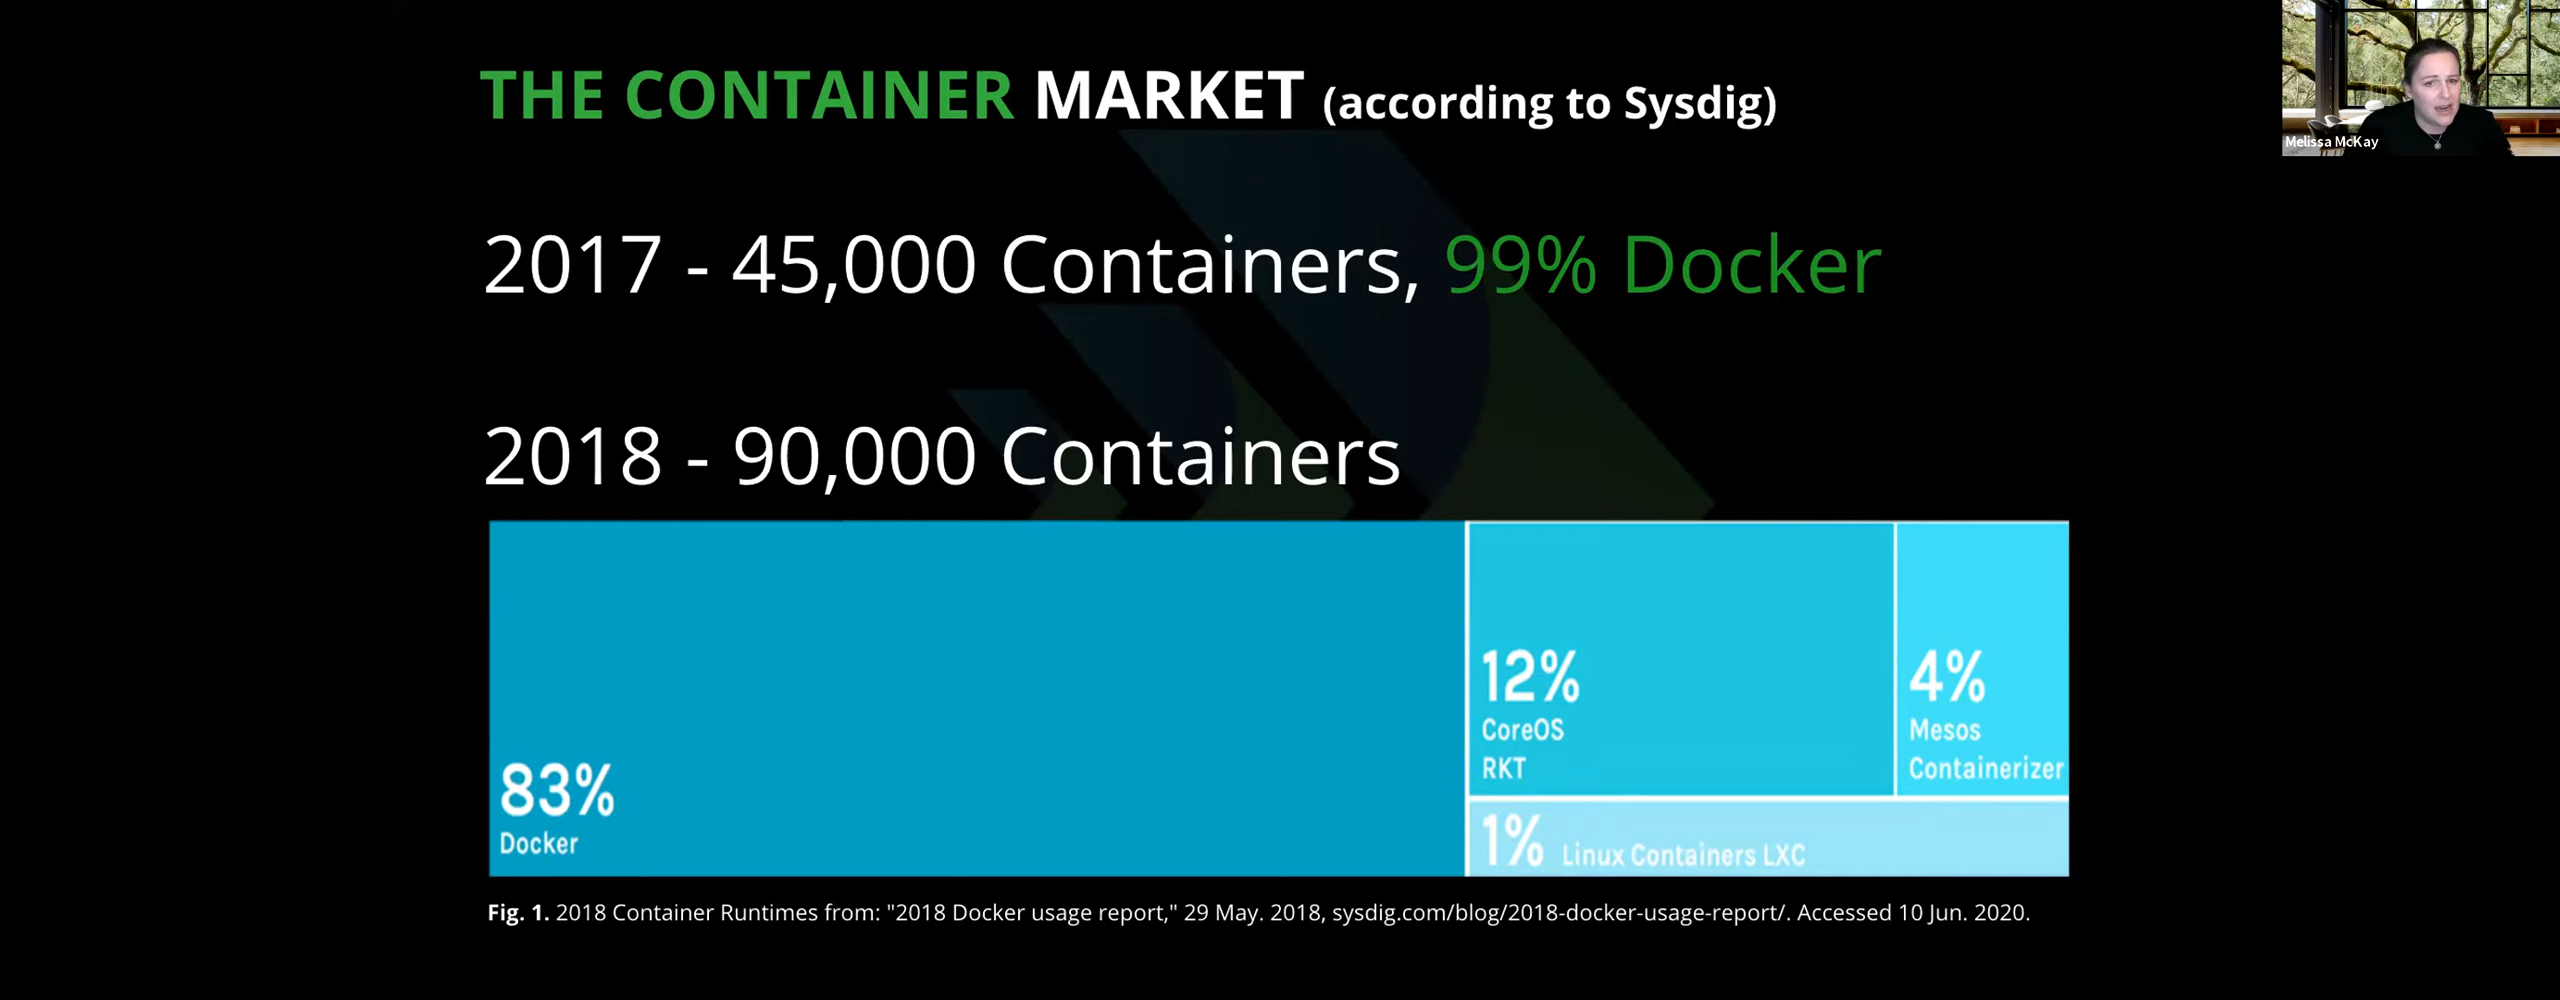 THE CONTAINER MARKET (according to Sysdig)
Melissa McKay
2017 - 45,000 Containers, 99% Docker
2018 - 90,000 Containers
83%
Docker
12%
CoreOS
RKT
4%
Mesos
Containerizer
1% Linux Containers LXC
Fig. 1. 2018 Container Runtimes from: "2018 Docker usage report," 29 May. 2018, sysdig.com/blog/2018-docker-usage-report/. Accessed 10 Jun. 2020.